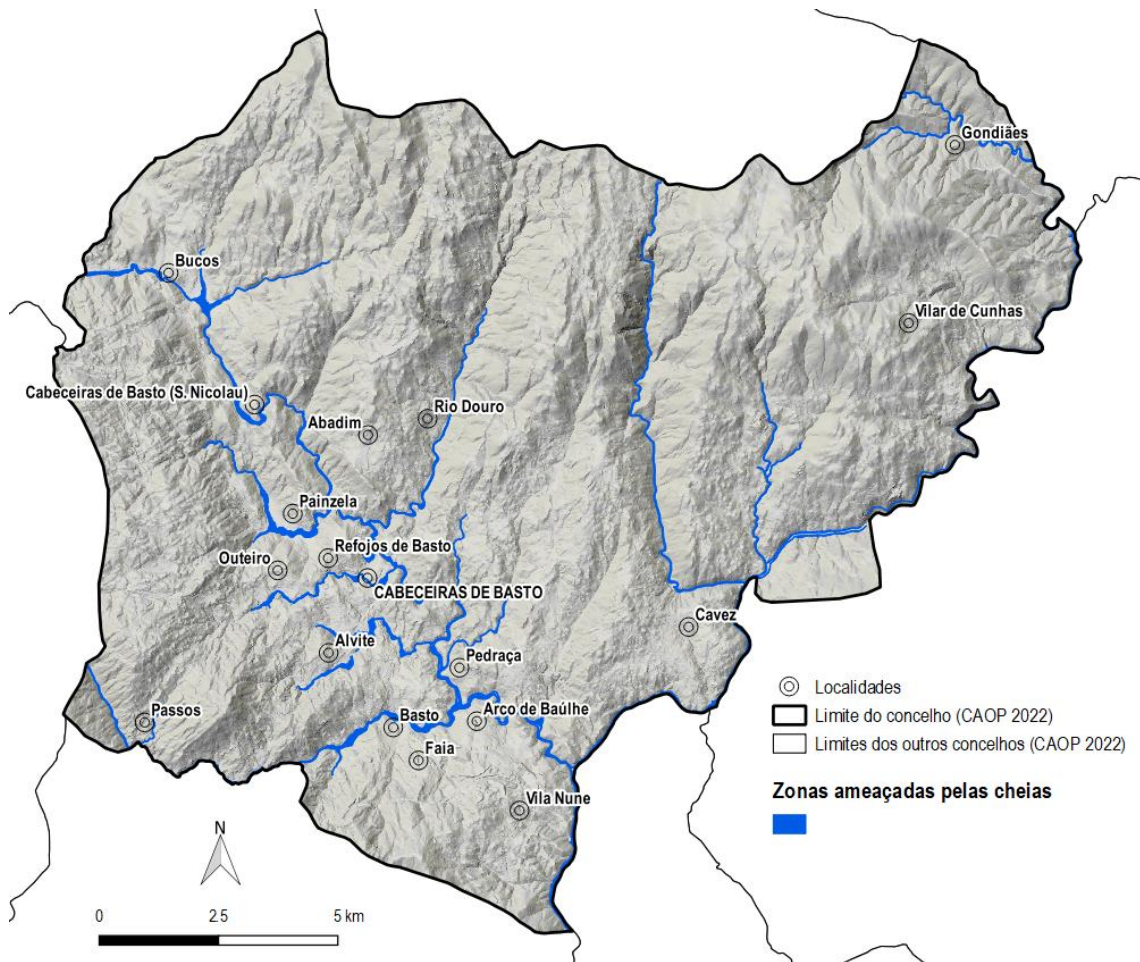 Gondiães
Bucos
Vilar de Cunhas
Cabeceiras de Basto (S. Nicolau)
Rio Douro
Abadim
Painzela
Refojos de Basto
Outeiro
CABECEIRAS DE BASTO
Cavez
Alvite
Pedraça
Passos
Basto
Arco de Baúlhe
Faia
Vila Nune
Localidades
Limite do concelho (CAOP 2022)
Limites dos outros concelhos (CAOP 2022)
Zonas ameaçadas pelas cheias
N
0 2.5 5 km